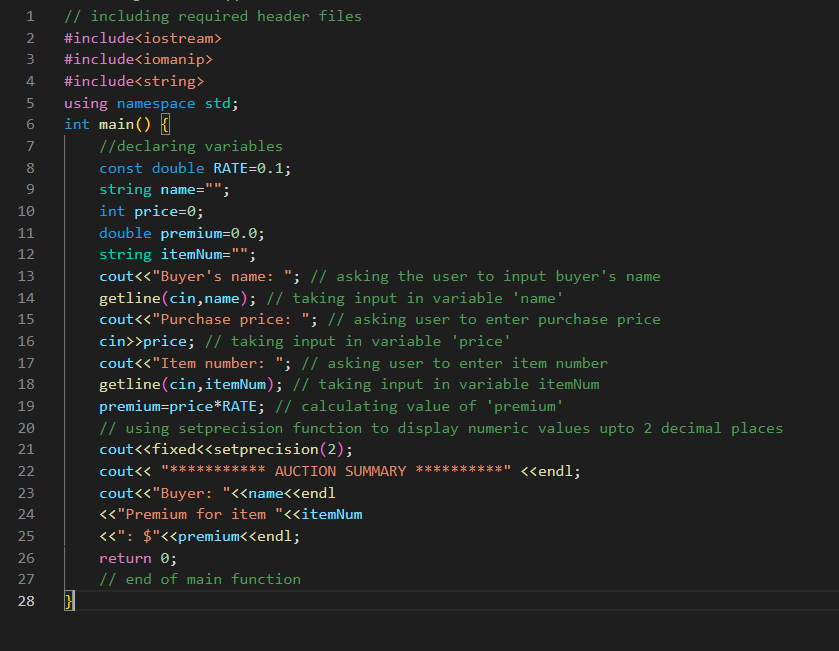 1 // including required header files
2 #include<iostream>
3 #include<iomanip>
4 #include<string>
5 using namespace std;
6 int main() {
7 //declaring variables
8 const double RATE=0.1;
9 string name="";
10 int price=0;
11 double premium=0.0;
12 string itemNum="";
13 cout<<"Buyer's name: "; // asking the user to input buyer's name
14 getline(cin,name); // taking input in variable 'name'
15 cout<<"Purchase price: "; // asking user to enter purchase price
16 cin>>price; // taking input in variable 'price'
17 cout<<"Item number: "; // asking user to enter item number
18 getline(cin,itemNum); // taking input in variable itemNum
19 premium=price*RATE; // calculating value of 'premium'
20 // using setprecision function to display numeric values upto 2 decimal places
21 cout<<fixed<<setprecision(2);
22 cout<< "*********** AUCTION SUMMARY **********" <<endl;
23 cout<<"Buyer: "<<name<<endl
24 <<"Premium for item "<<itemNum
25 <<": $"<<premium<<endl;
26 return 0;
27 // end of main function
28 }